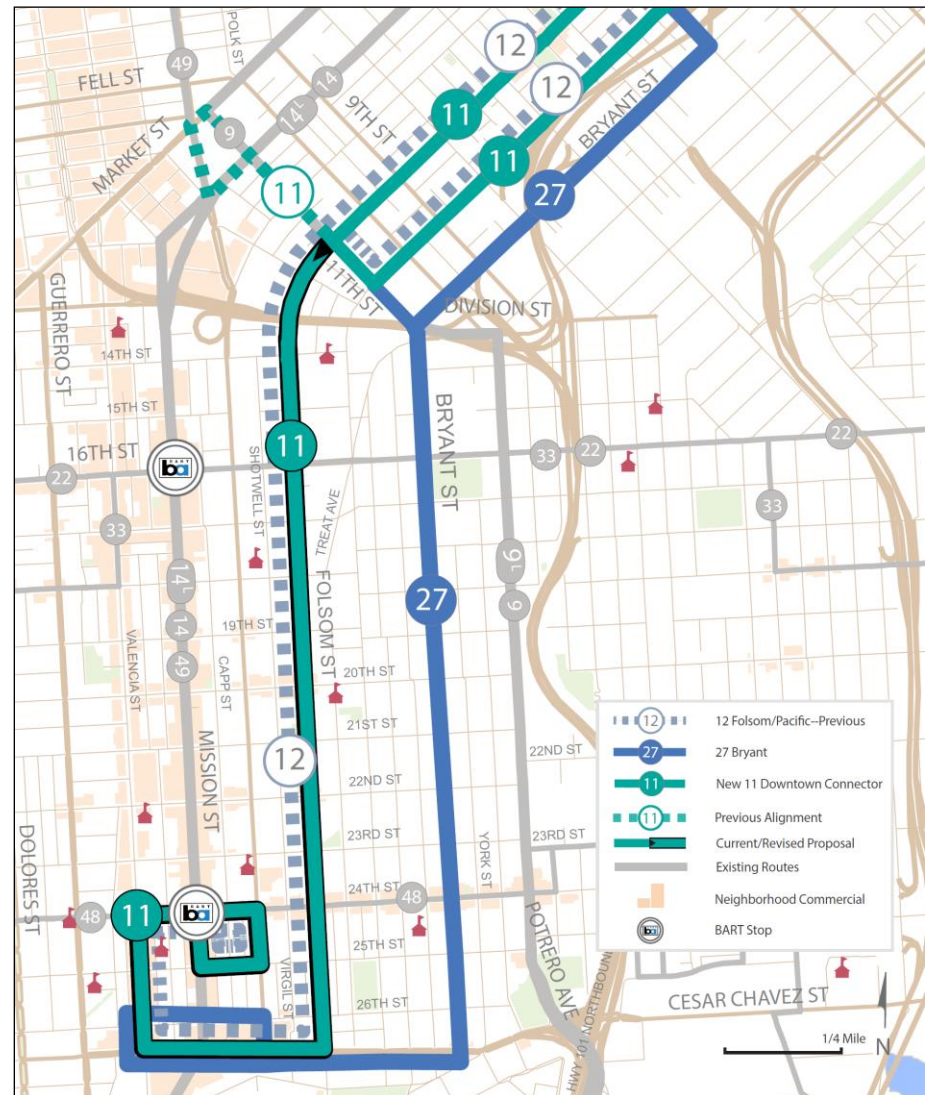 POLK ST
49
FELL ST
14
14L
9
12
12
9TH ST
11
BRYANT ST
MARKET ST
11
11
27
11TH ST
GUERRERO ST
DIVISION ST
14TH ST
15TH ST
BRYANT ST
16TH ST
SHOTWELL ST
11
33
22
22
BART
ba
22
33
TREAT AVE
33
14L
9L
FOLSOM ST
27
9
14
19TH ST
VALENCIA ST
CAPP ST
49
20TH ST
21ST ST
12
MISSION ST
22ND ST
22ND ST
DOLORES ST
23RD ST
YORK ST
23RD ST
24TH ST
48
11
BART
ba
48
25TH ST
VIRGIL ST
POTRERO AVE
26TH ST
HWY 101 NORTHBOUND
CESAR CHAVEZ ST
12 12 Folsom/Pacific--Previous
27 27 Bryant
11 New 11 Downtown Connector
11 Previous Alignment
Current/Revised Proposal
Existing Routes
Neighborhood Commercial
ba BART Stop
1/4 Mile
N